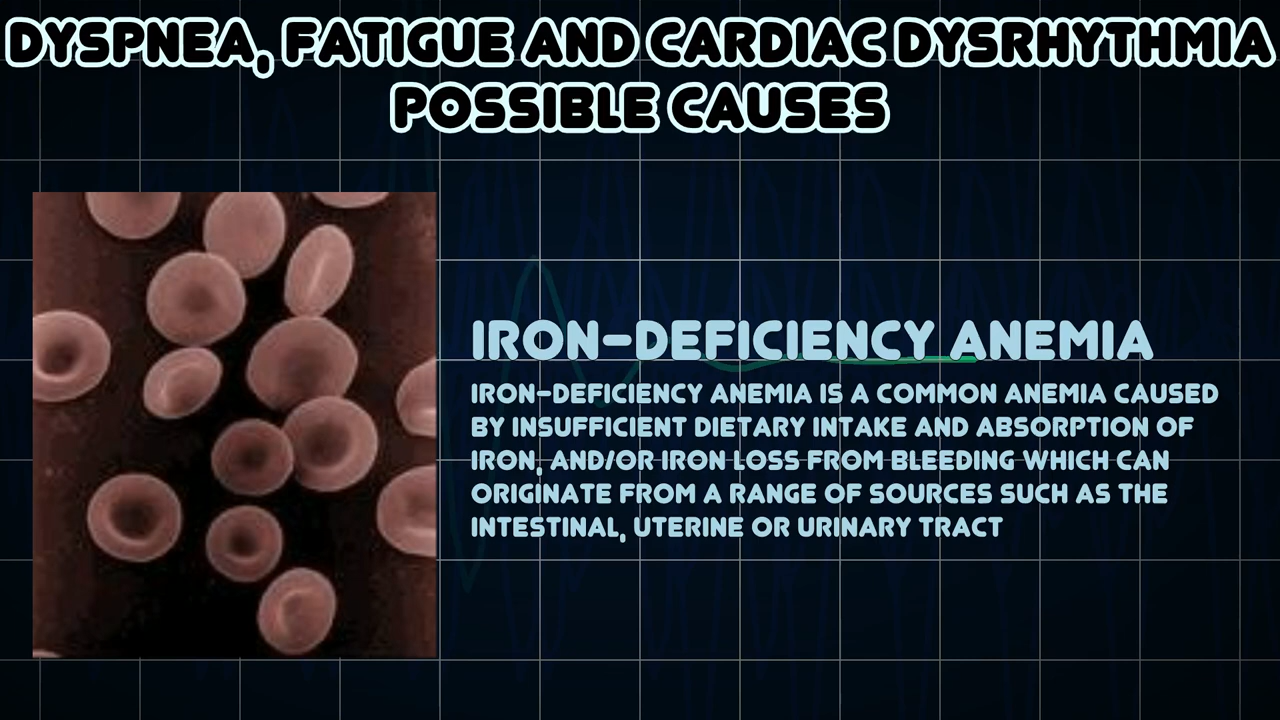 DYSPNEA, FATIGUE AND CARDIAC DYSRHYTHMIA
POSSIBLE CAUSES
IRON-DEFICIENCY ANEMIA
IRON-DEFICIENCY ANEMIA IS A COMMON ANEMIA CAUSED
BY INSUFFICIENT DIETARY INTAKE AND ABSORPTION OF
IRON, AND/OR IRON LOSS FROM BLEEDING WHICH CAN
ORIGINATE FROM A RANGE OF SOURCES SUCH AS THE
INTESTINAL, UTERINE OR URINARY TRACT